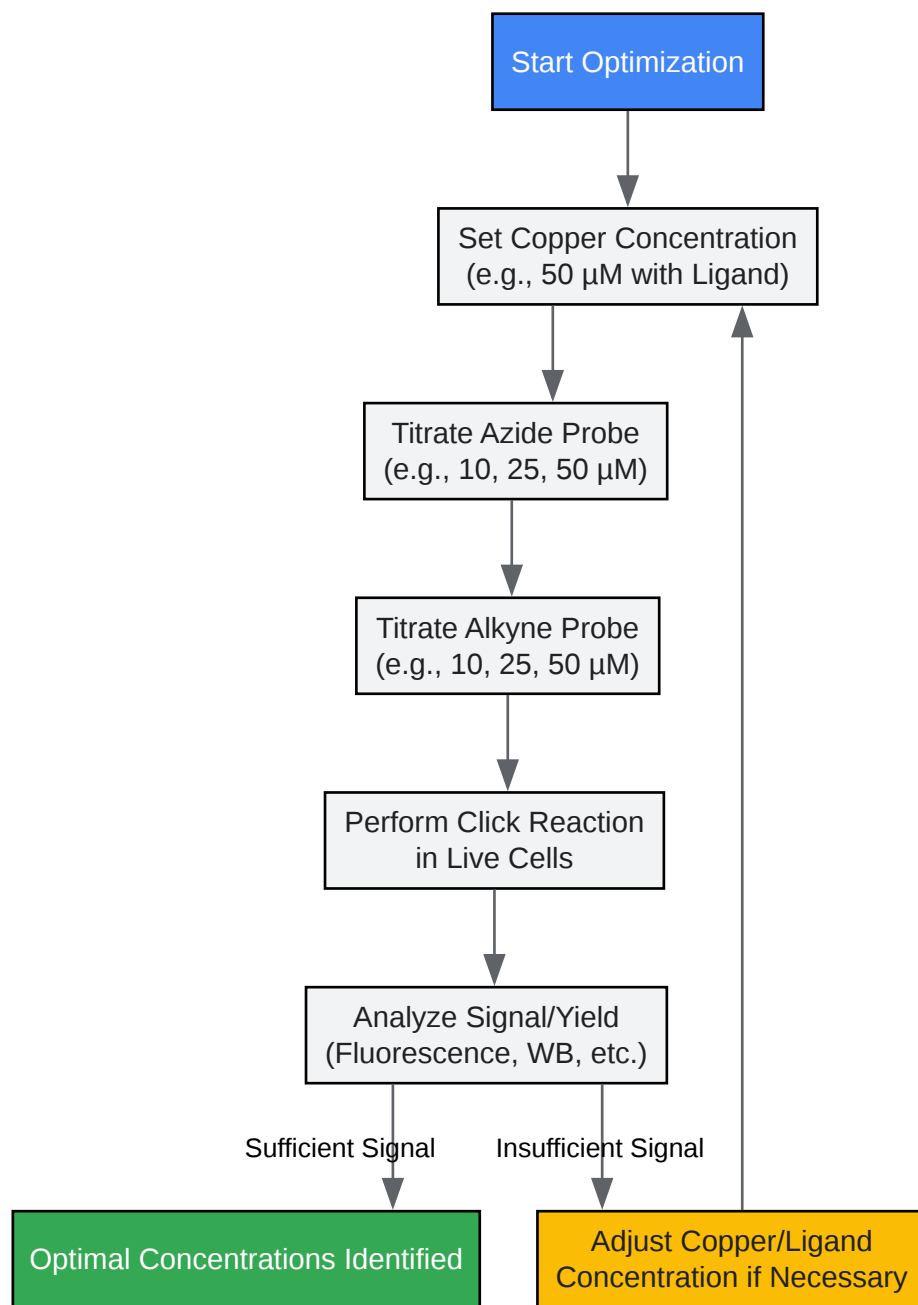 Start Optimization
Set Copper Concentration
(e.g., 50 µM with Ligand)
Titrate Azide Probe
(e.g., 10, 25, 50 µM)
Titrate Alkyne Probe
(e.g., 10, 25, 50 µM)
Perform Click Reaction
in Live Cells
Analyze Signal/Yield
(Fluorescence, WB, etc.)
Sufficient Signal
Insufficient Signal
Optimal Concentrations Identified
Adjust Copper/Ligand
Concentration if Necessary